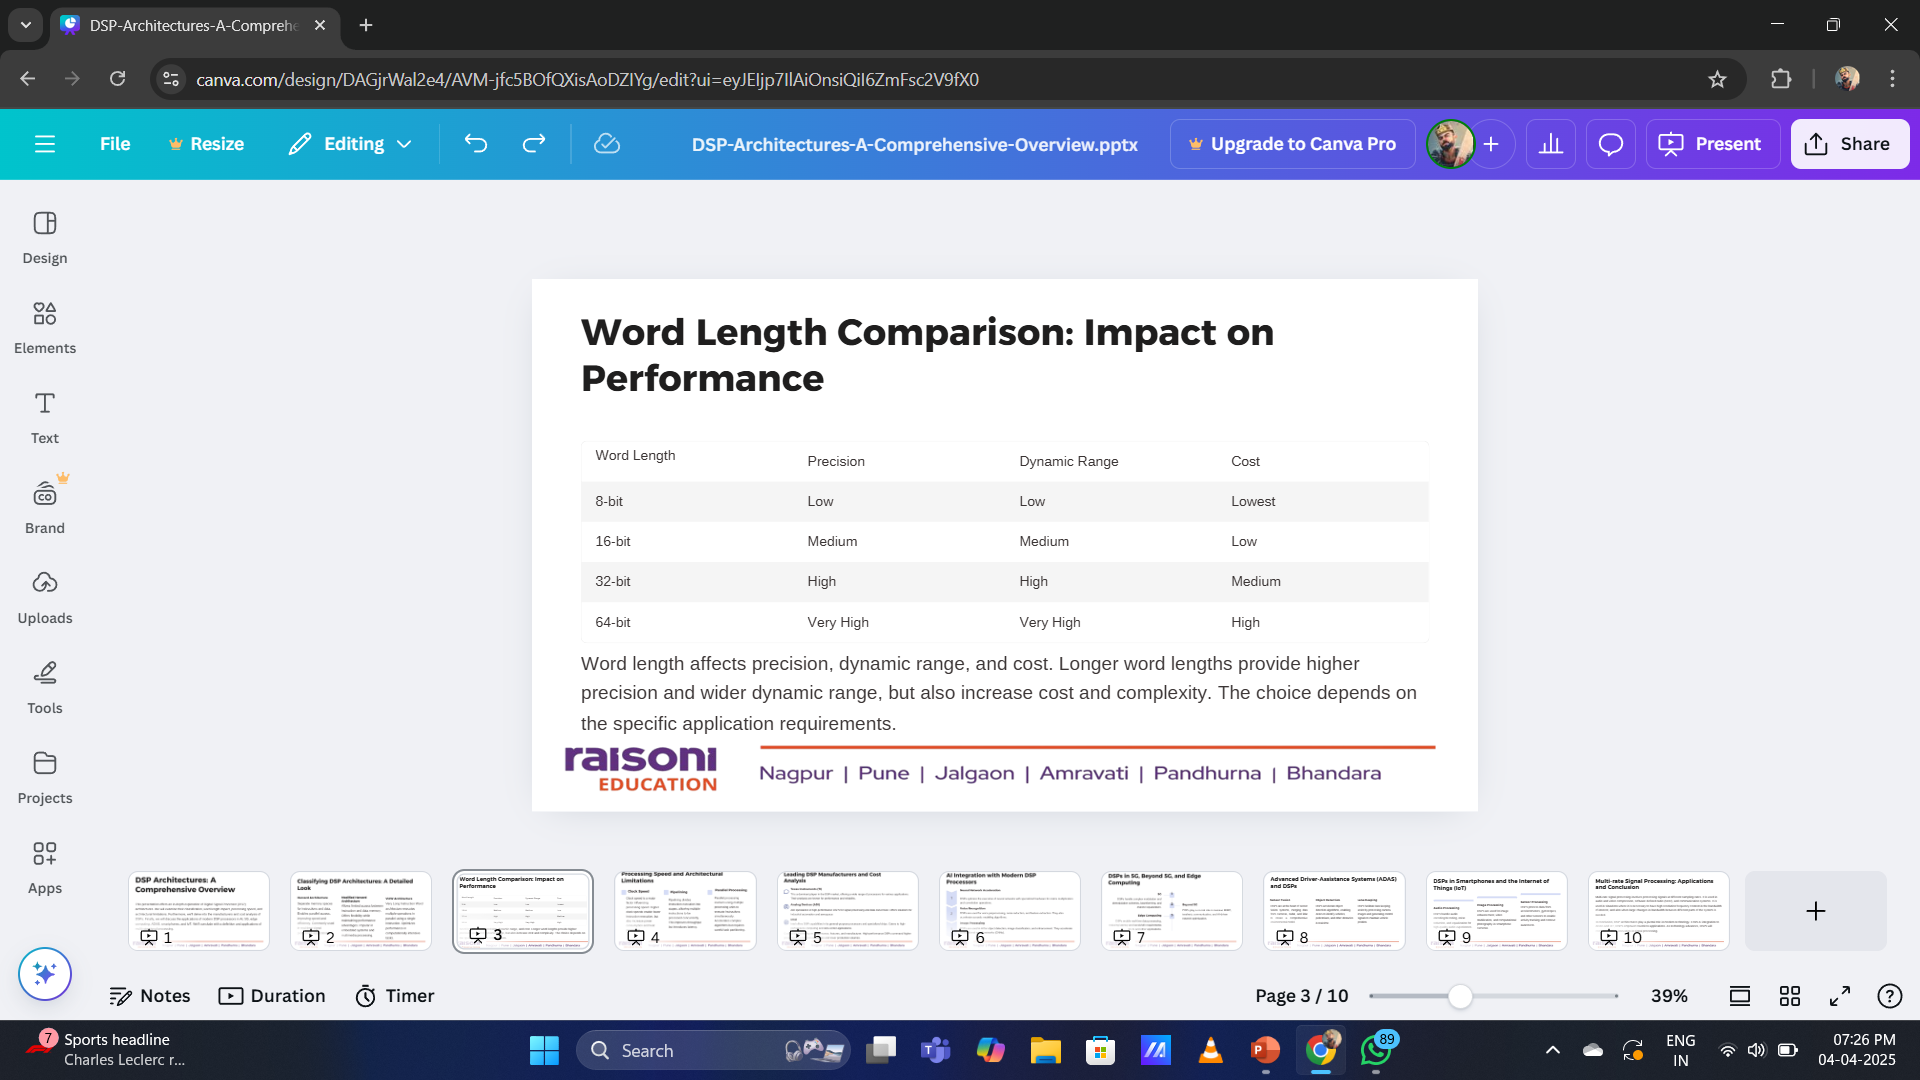 DSP-Architectures-A-Comprehe
canva.com/design/DAGjrWal2e4/AVM-jfc5BOfQXisAoDZIYg/edit?ui=eyJEIjp7IlAiOnsiQiI6ZmFsc2V9fX0
File
Resize
Editing
DSP-Architectures-A-Comprehensive-Overview.pptx
Upgrade to Canva Pro
Present
Share
Design
Elements
Text
Brand
Uploads
Tools
Projects
Apps
Word Length Comparison: Impact on
Performance
Word Length Precision Dynamic Range Cost
8-bit Low Low Lowest
16-bit Medium Medium Low
32-bit High High Medium
64-bit Very High Very High High
Word length affects precision, dynamic range, and cost. Longer word lengths provide higher
precision and wider dynamic range, but also increase cost and complexity. The choice depends on
the specific application requirements.
raisoni
EDUCATION
Nagpur | Pune | Jalgaon | Amravati | Pandhurna | Bhandara
DSP Architectures: A
Comprehensive Overview
1
Classifying DSP Architectures: A Detailed
Look
2
Word Length Comparison: Impact on
Performance
3
Processing Speed and Architectural
Limitations
Clock Speed Pipelining Parallel Processing
4
Leading DSP Manufacturers and Cost
Analysis
5
AI Integration with Modern DSP
Processors
6
DSPs in 5G, Beyond 5G, and Edge
Computing
7
Advanced Driver-Assistance Systems (ADAS)
and DSPs
8
DSPs in Smartphones and the Internet of
Things (IoT)
9
Multi-rate Signal Processing: Applications
and Conclusion
10
Notes
Duration
Timer
Page 3 / 10
39%
7
Sports headline
Charles Leclerc r...
Search
89
ENG
IN
07:26 PM
04-04-2025